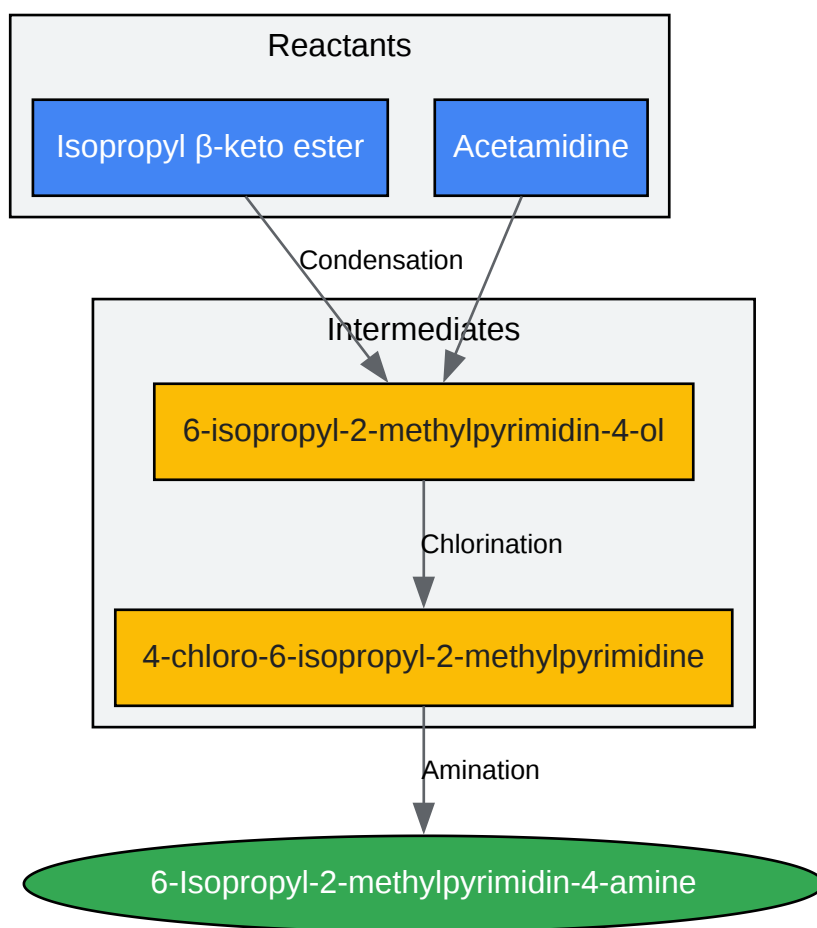 Reactants
Isopropyl β-keto ester
Acetamidine
Condensation
Intermediates
6-isopropyl-2-methylpyrimidin-4-ol
Chlorination
4-chloro-6-isopropyl-2-methylpyrimidine
Amination
6-Isopropyl-2-methylpyrimidin-4-amine